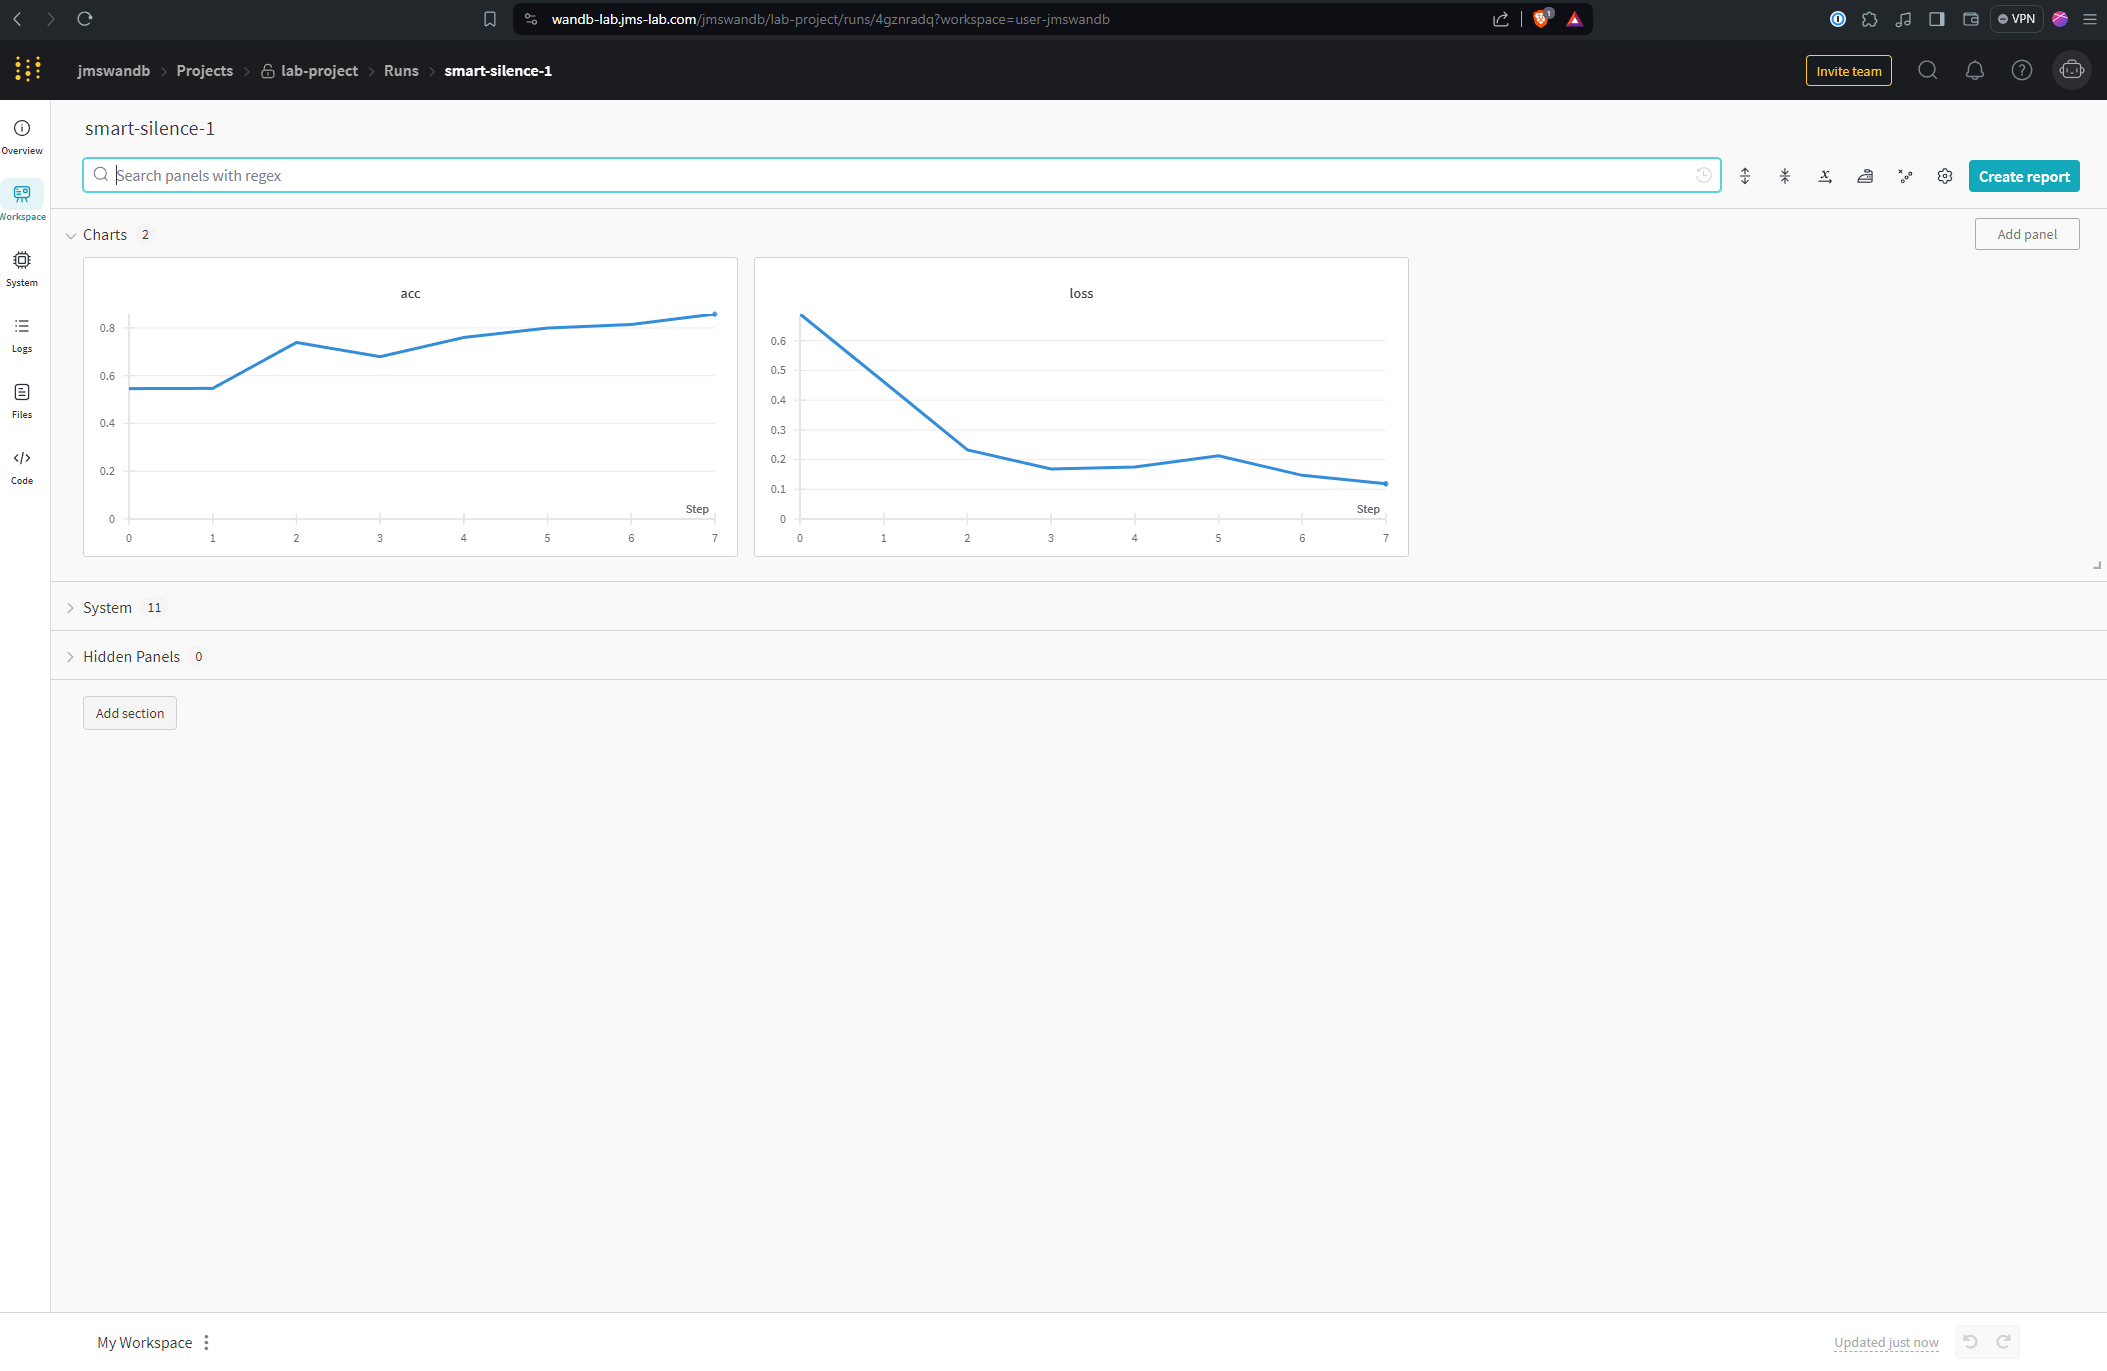 wandb-lab.jms-lab.com/jmswandb/lab-project/runs/4gznradq?workspace=user-jmswandb
1
VPN
jmswandb
Projects
lab-project
Runs
smart-silence-1
Invite team
Overview
Workspace
System
Logs
Files
Code
smart-silence-1
Search panels with regex
Create report
Charts 2
Add panel
acc
0.8
0.6
0.4
0.2
0
Step
0 1 2 3 4 5 6 7
loss
0.6
0.5
0.4
0.3
0.2
0.1
0
Step
0 1 2 3 4 5 6 7
System 11
Hidden Panels 0
Add section
My Workspace
Updated just now